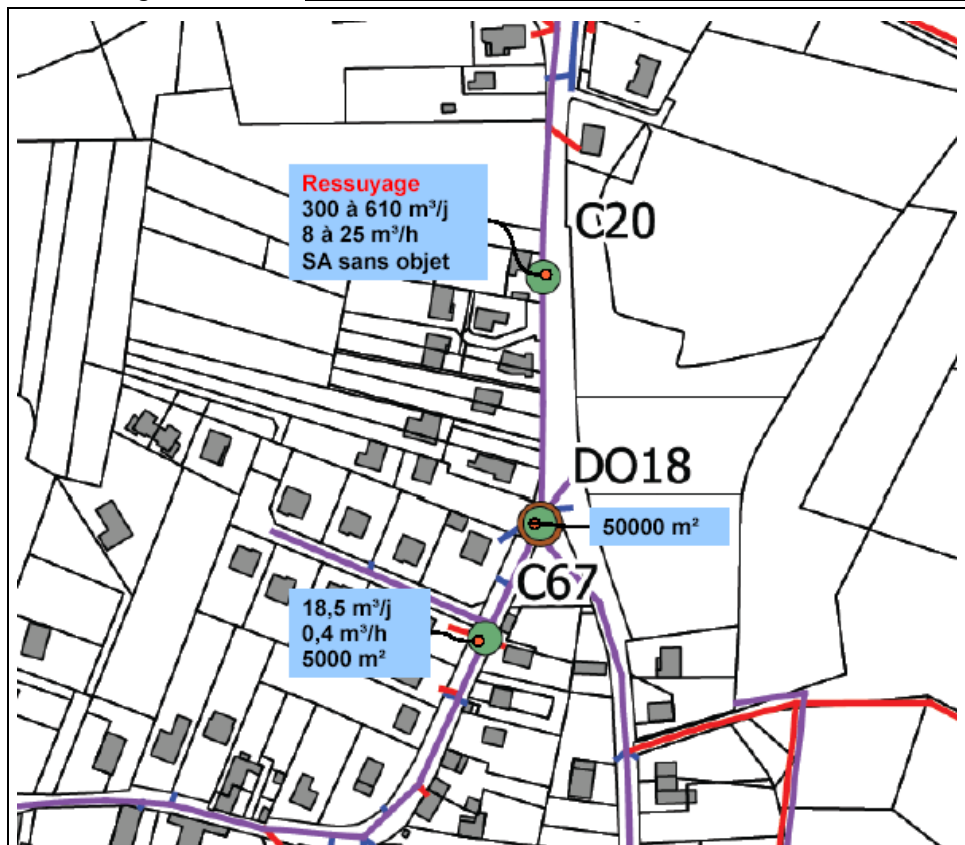 Ressuyage
300 à 610 m³/j
8 à 25 m³/h
SA sans objet
C20
DO18
50000 m²
C67
18,5 m³/j
0,4 m³/h
5000 m²